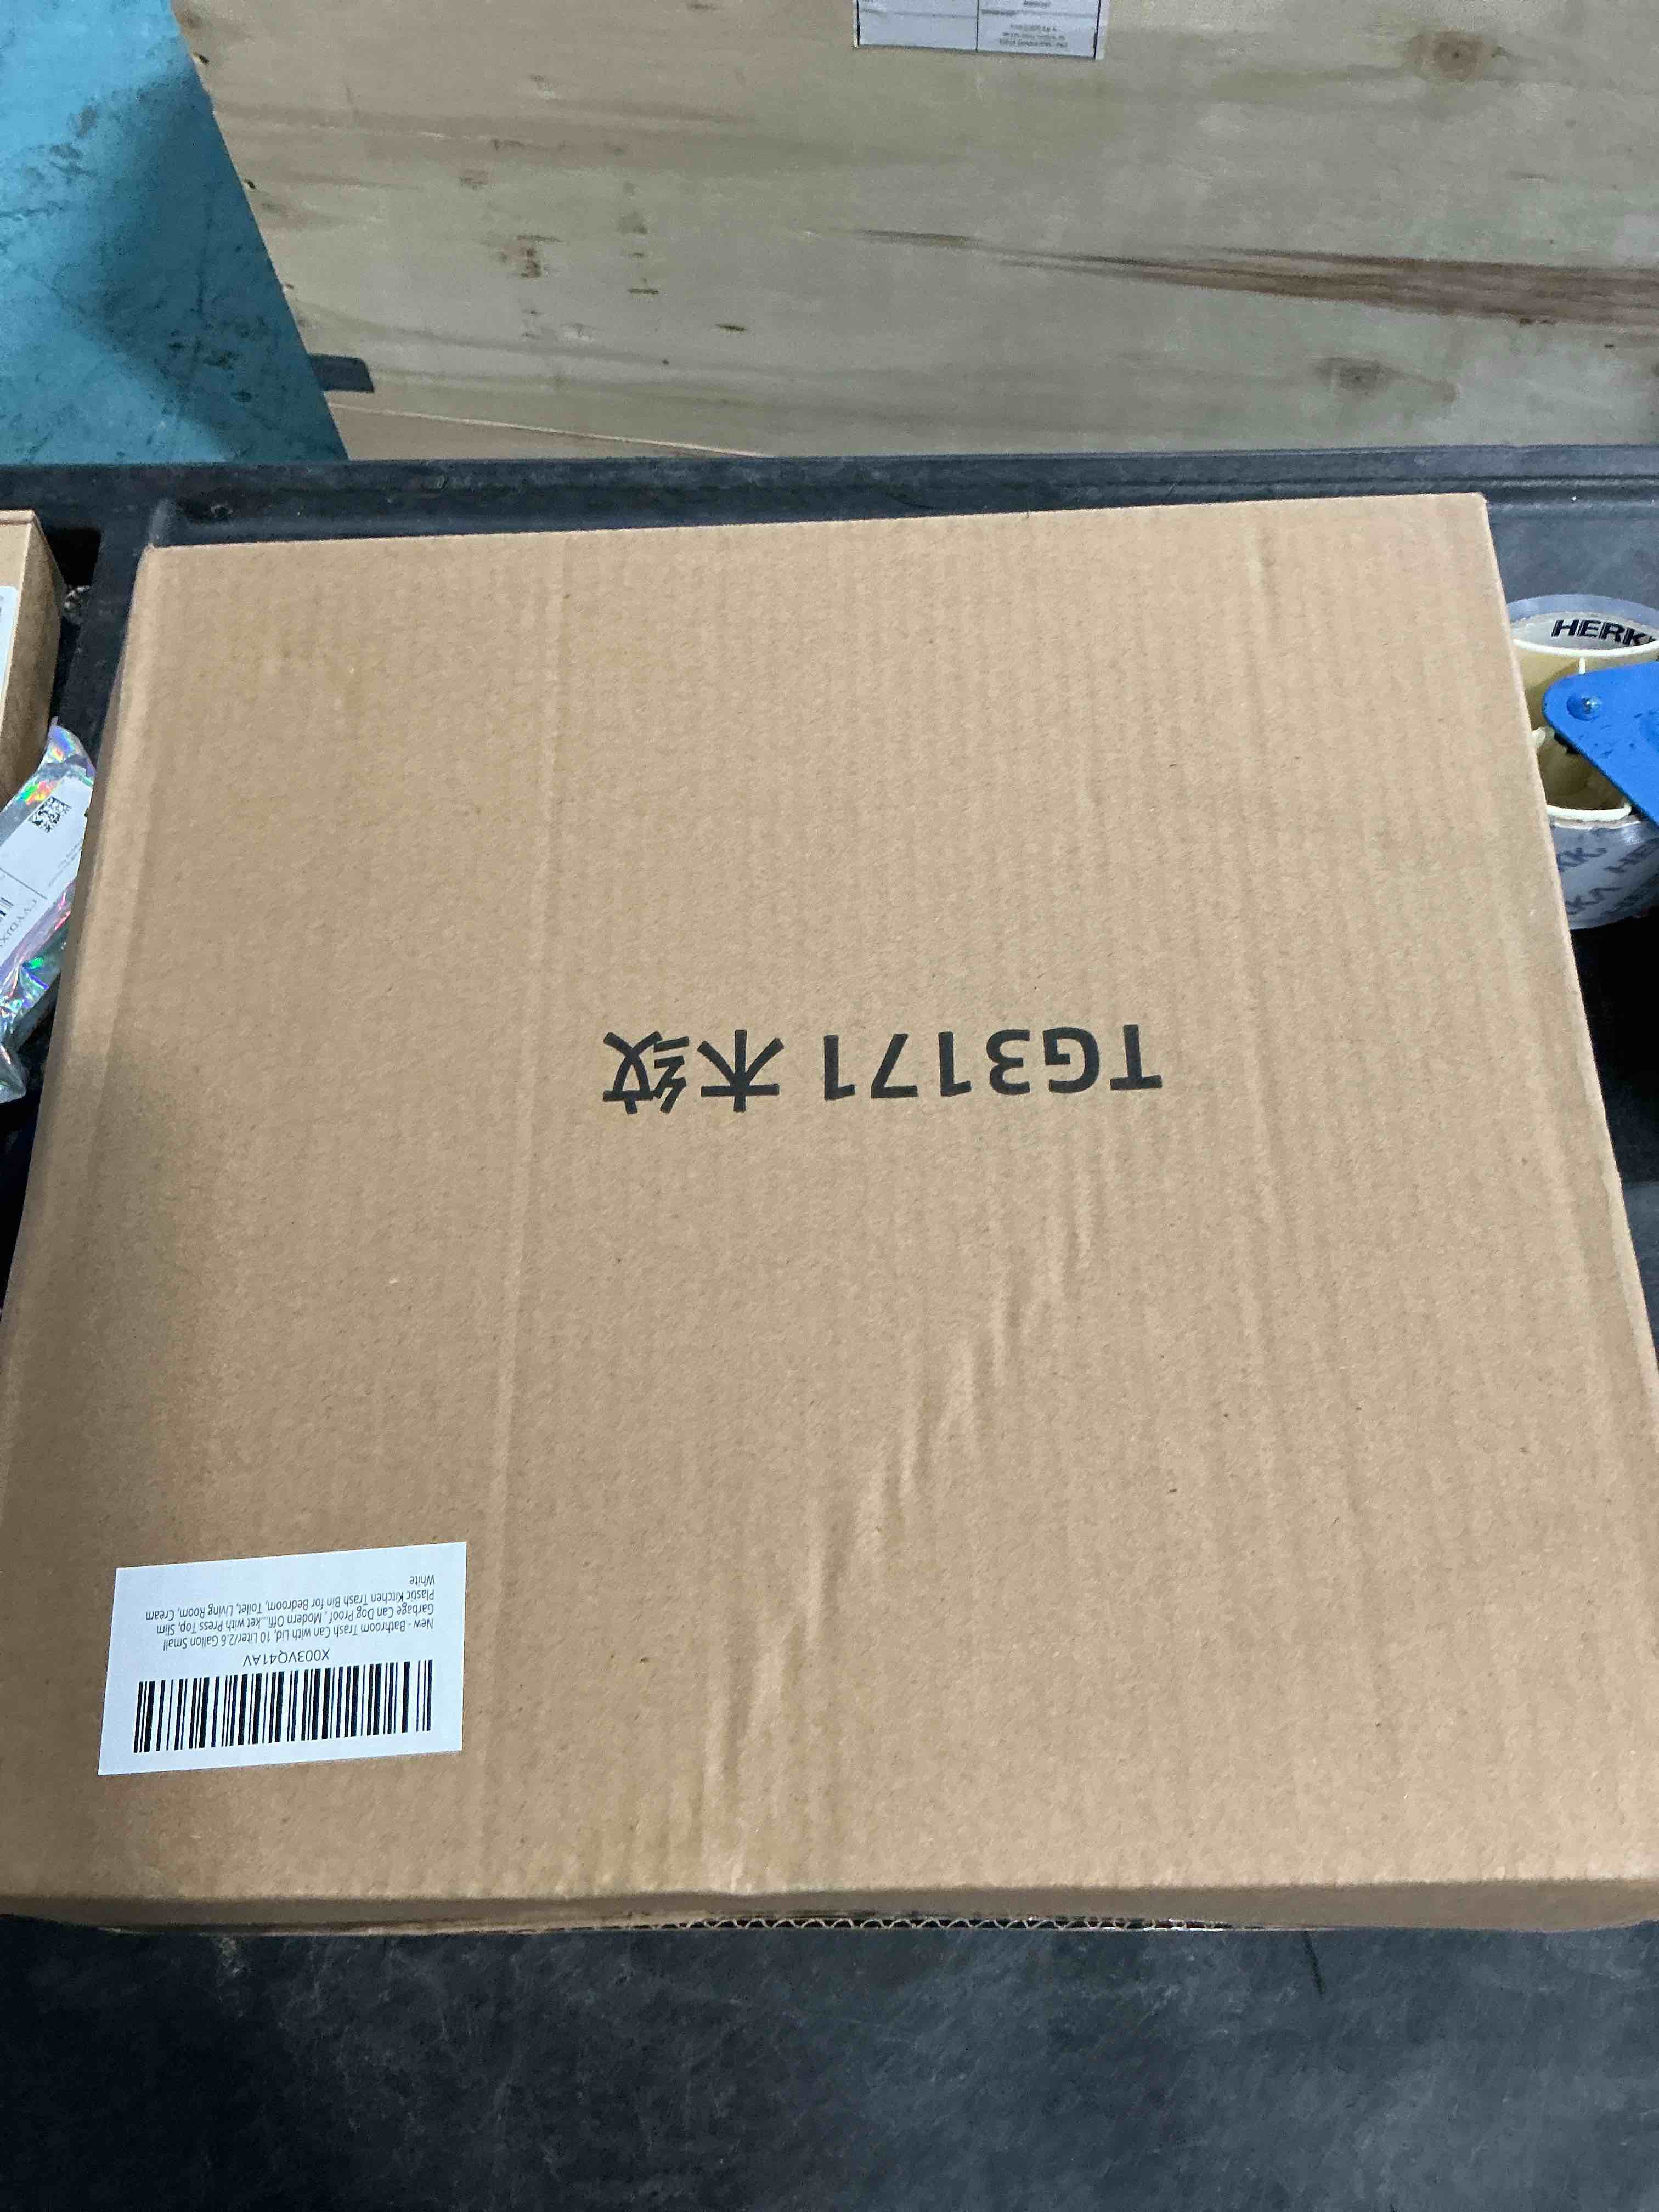 TG3171 木纹
X003VQ41AV
New - Bathroom Trash Can with Lid, 10 Liter/2.6 Gallon Small
Garbage Can Dog Proof , Modern Offi...ket with Press Top, Slim
Plastic Kitchen Trash Bin for Bedroom, Toilet, Living Room, Cream
White
HERK